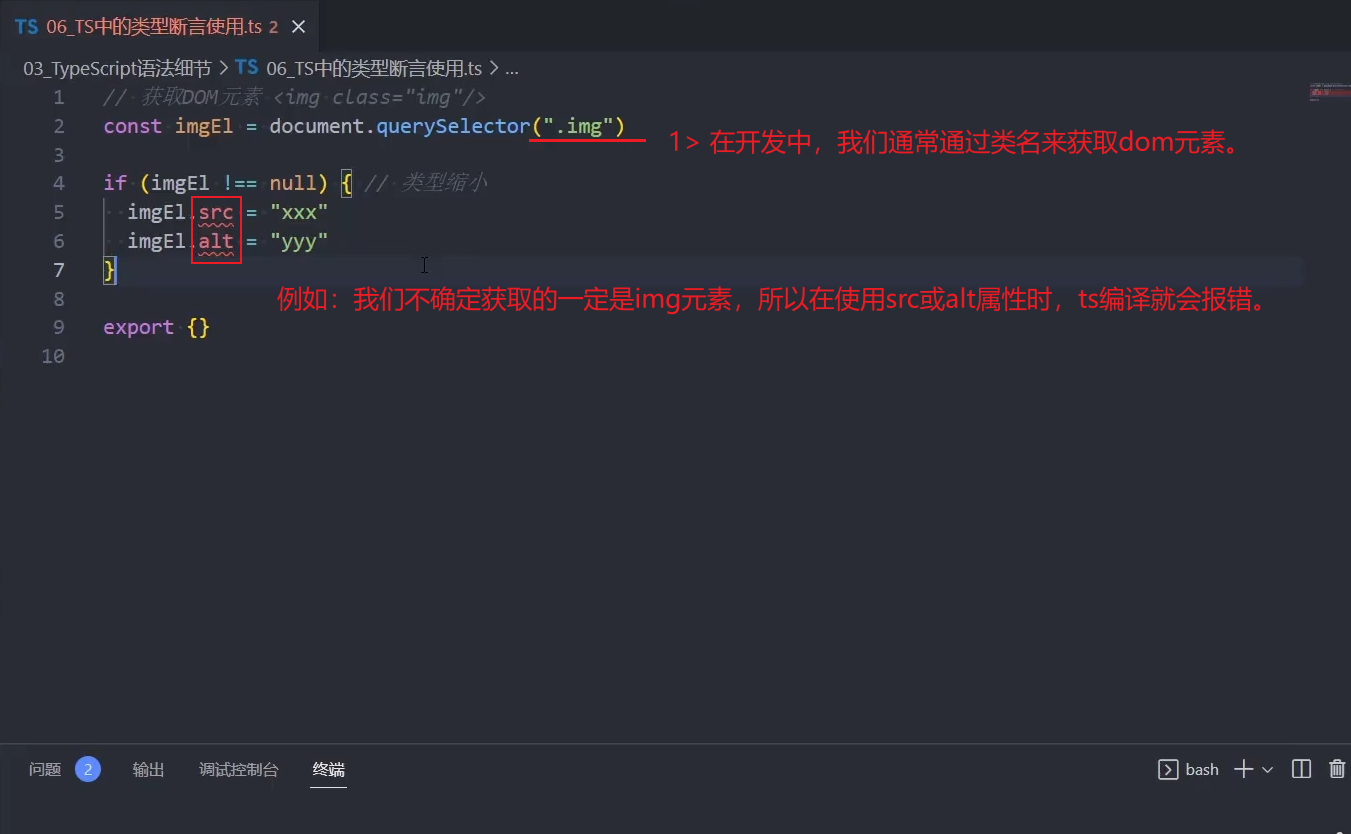 TS 06_TS中的类型断言使用.ts 2
03_TypeScript语法细节 > TS 06_TS中的类型断言使用.ts > ...
1 // 获取DOM元素 <img class="img"/>
2 const imgEl = document.querySelector(".img")
1> 在开发中，我们通常通过类名来获取dom元素。
3
4 if (imgEl !== null) { // 类型缩小
5 imgEl.src = "xxx"
6 imgEl.alt = "yyy"
7 }
8
例如：我们不确定获取的一定是img元素，所以在使用src或alt属性时，ts编译就会报错。
9 export {}
10
问题 2 输出 调试控制台 终端 bash